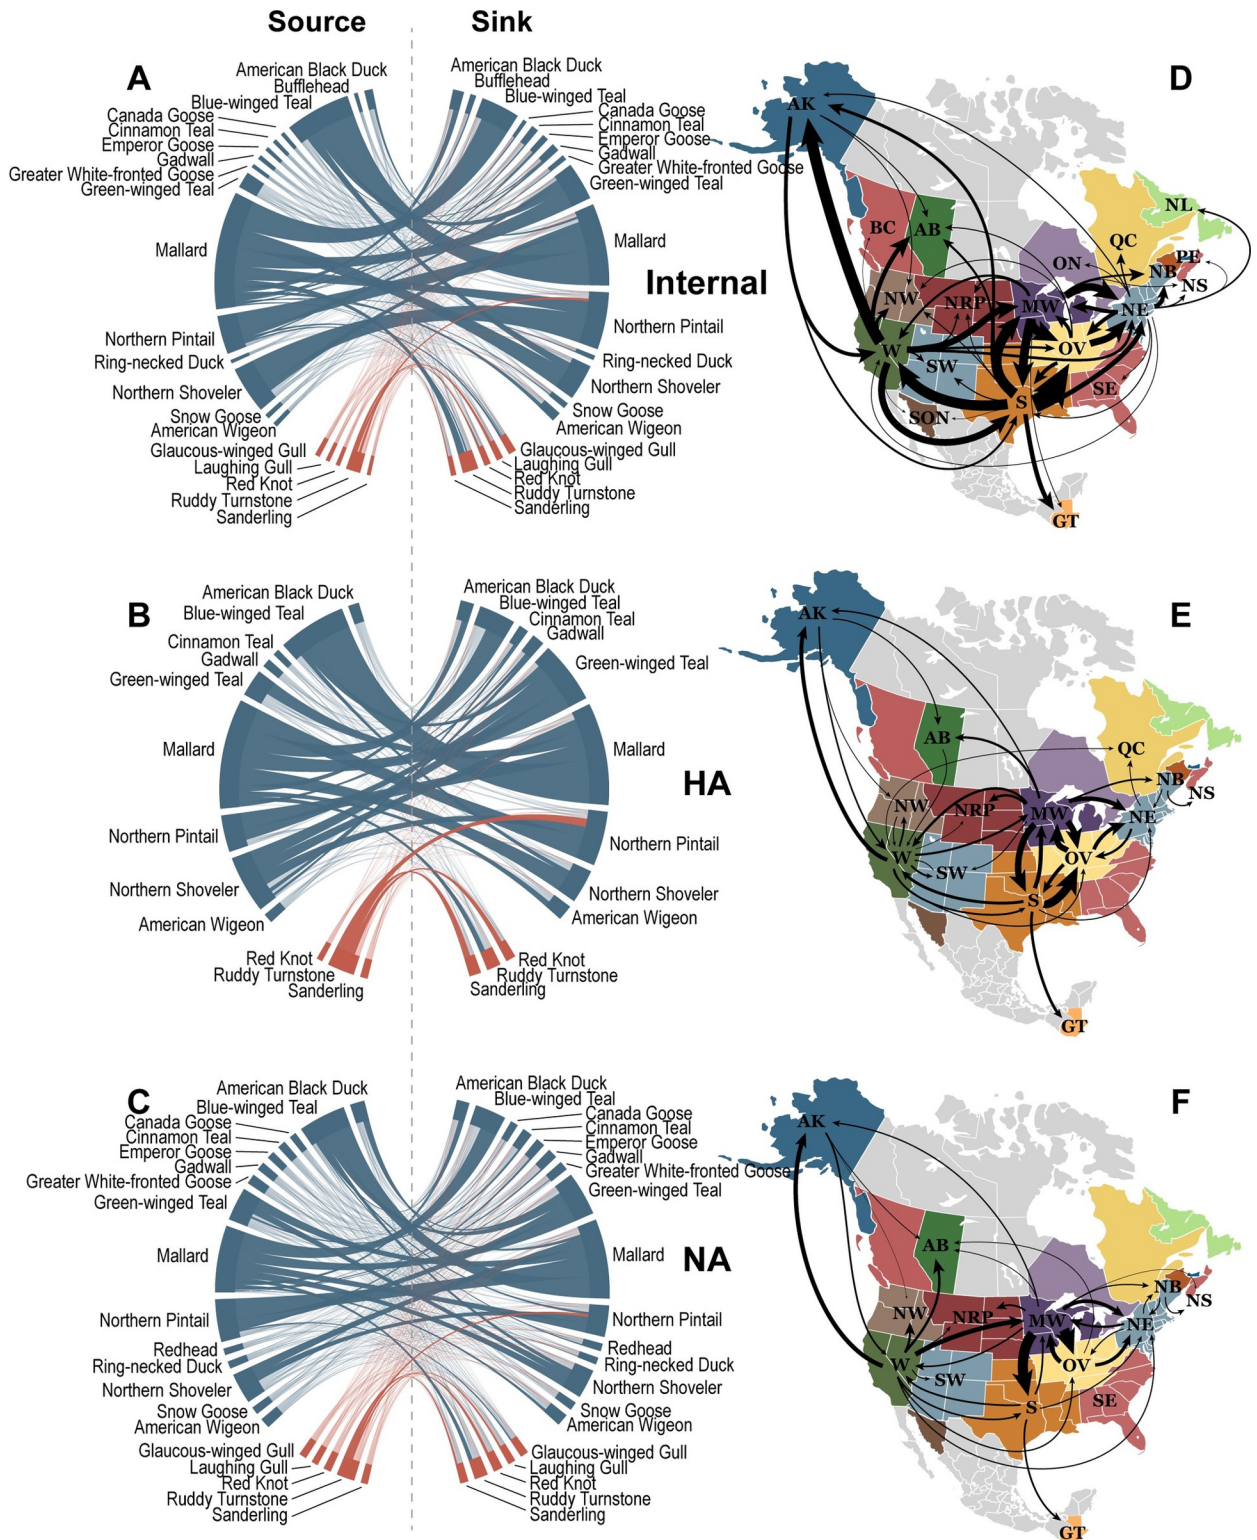 Source Sink
A
American Black Duck
Bufflehead
Blue-winged Teal
Canada Goose
Cinnamon Teal
Emperor Goose
Gadwall
Greater White-fronted Goose
Green-winged Teal
Mallard
Northern Pintail
Ring-necked Duck
Northern Shoveler
Snow Goose
American Wigeon
Glaucous-winged Gull
Laughing Gull
Red Knot
Ruddy Turnstone
Sanderling
American Black Duck
Bufflehead
Blue-winged Teal
Canada Goose
Cinnamon Teal
Emperor Goose
Gadwall
Greater White-fronted Goose
Green-winged Teal
Mallard
Northern Pintail
Ring-necked Duck
Northern Shoveler
Snow Goose
American Wigeon
Glaucous-winged Gull
Laughing Gull
Red Knot
Ruddy Turnstone
Sanderling
Internal
D
AK
NL
BC
AB
QC
ON
PE
NB
NS
NW
NRP
MW
NE
W
SW
OV
SE
S
SON
GT
B
American Black Duck
Blue-winged Teal
Cinnamon Teal
Gadwall
Green-winged Teal
Mallard
Northern Pintail
Northern Shoveler
American Wigeon
Red Knot
Ruddy Turnstone
Sanderling
American Black Duck
Blue-winged Teal
Cinnamon Teal
Gadwall
Green-winged Teal
Mallard
Northern Pintail
Northern Shoveler
American Wigeon
Red Knot
Ruddy Turnstone
Sanderling
HA
E
AK
AB
QC
NB
NS
NW
NRP
MW
NE
W
SW
OV
S
GT
C
American Black Duck
Blue-winged Teal
Canada Goose
Cinnamon Teal
Emperor Goose
Gadwall
Greater White-fronted Goose
Green-winged Teal
Mallard
Northern Pintail
Redhead
Ring-necked Duck
Northern Shoveler
Snow Goose
American Wigeon
Glaucous-winged Gull
Laughing Gull
Red Knot
Ruddy Turnstone
Sanderling
American Black Duck
Blue-winged Teal
Canada Goose
Cinnamon Teal
Emperor Goose
Gadwall
Greater White-fronted Goose
Green-winged Teal
Mallard
Northern Pintail
Redhead
Ring-necked Duck
Northern Shoveler
Snow Goose
American Wigeon
Glaucous-winged Gull
Laughing Gull
Red Knot
Ruddy Turnstone
Sanderling
NA
F
AK
AB
NB
NS
NW
NRP
MW
NE
W
SW
OV
SE
S
GT